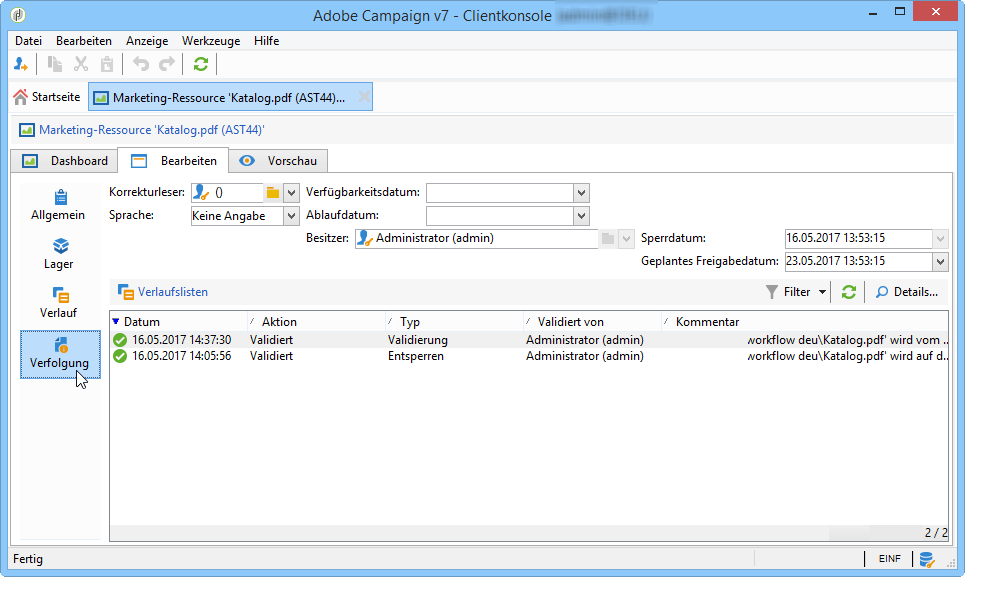 Adobe Campaign v7 - Clientkonsole
Datei Bearbeiten Anzeige Werkzeuge Hilfe
Startseite Marketing-Ressource 'Katalog.pdf (AST44)...
Marketing-Ressource 'Katalog.pdf (AST44)'
Dashboard Bearbeiten Vorschau
Allgemein
Lager
Verlauf
Verfolgung
Korrekturleser: () Verfügbarkeitsdatum:
Sprache: Keine Angabe Ablaufdatum:
Besitzer: Administrator (admin) Sperrdatum: 16.05.2017 13:53:15
Geplantes Freigabedatum: 23.05.2017 13:53:15
Verlaufslisten Filter Details...
Datum Aktion Typ Validiert von Kommentar
16.05.2017 14:37:30 Validiert Validierung Administrator (admin) workflow deu\Katalog.pdf' wird vom ...
16.05.2017 14:05:56 Validiert Entsperren Administrator (admin) workflow deu\Katalog.pdf' wird auf d...
2 / 2
Fertig EINF